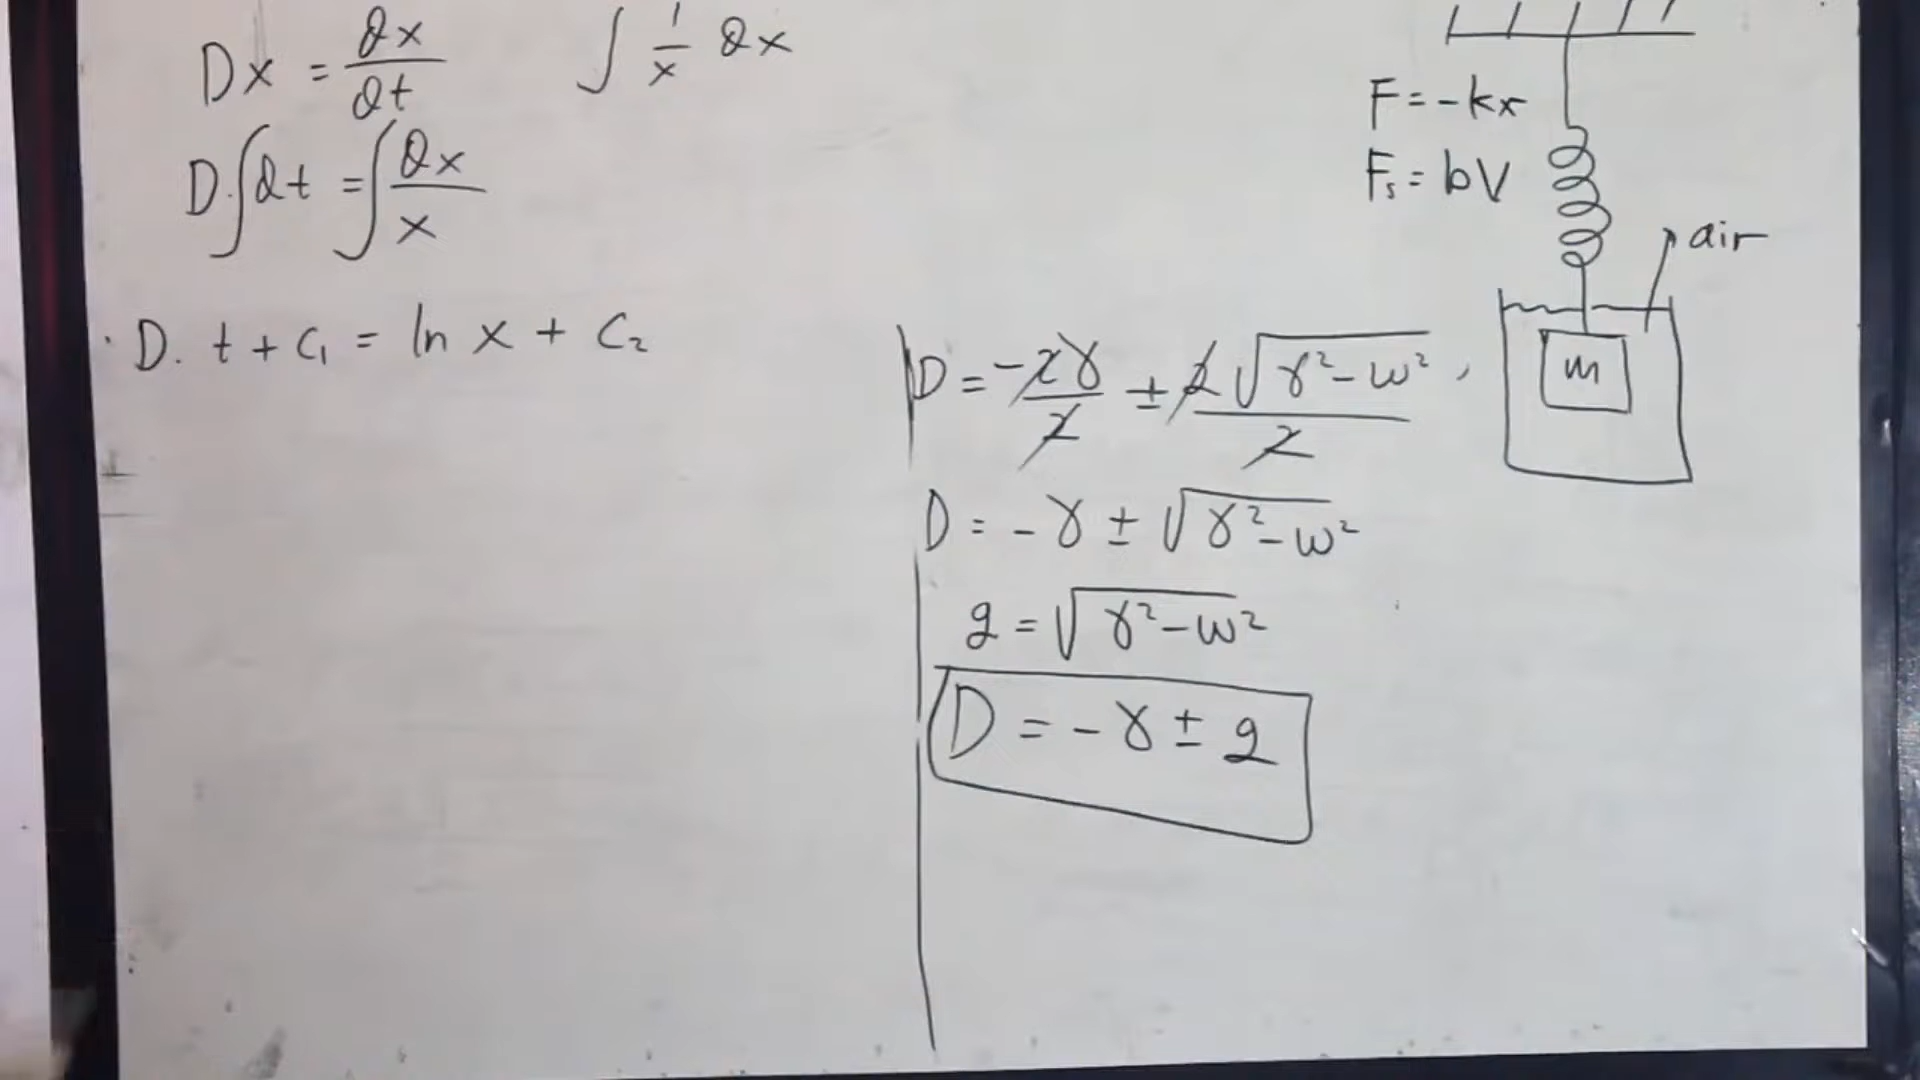 Dx = ∂x/∂t
∫ 1/x ∂x
D.∫∂t = ∫∂x/x
D. t + C₁ = ln x + C₂
F = -kx
Fₛ = bV
air
m
D = -2γ/2 ± 2√(γ²-ω²)/2 ,
D = -γ ± √(γ²-ω²)
q = √(γ²-ω²)
D = -γ ± q